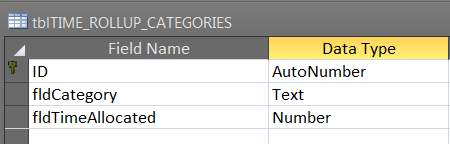 tblTIME_ROLLUP_CATEGORIES
Field Name Data Type
ID AutoNumber
fldCategory Text
fldTimeAllocated Number